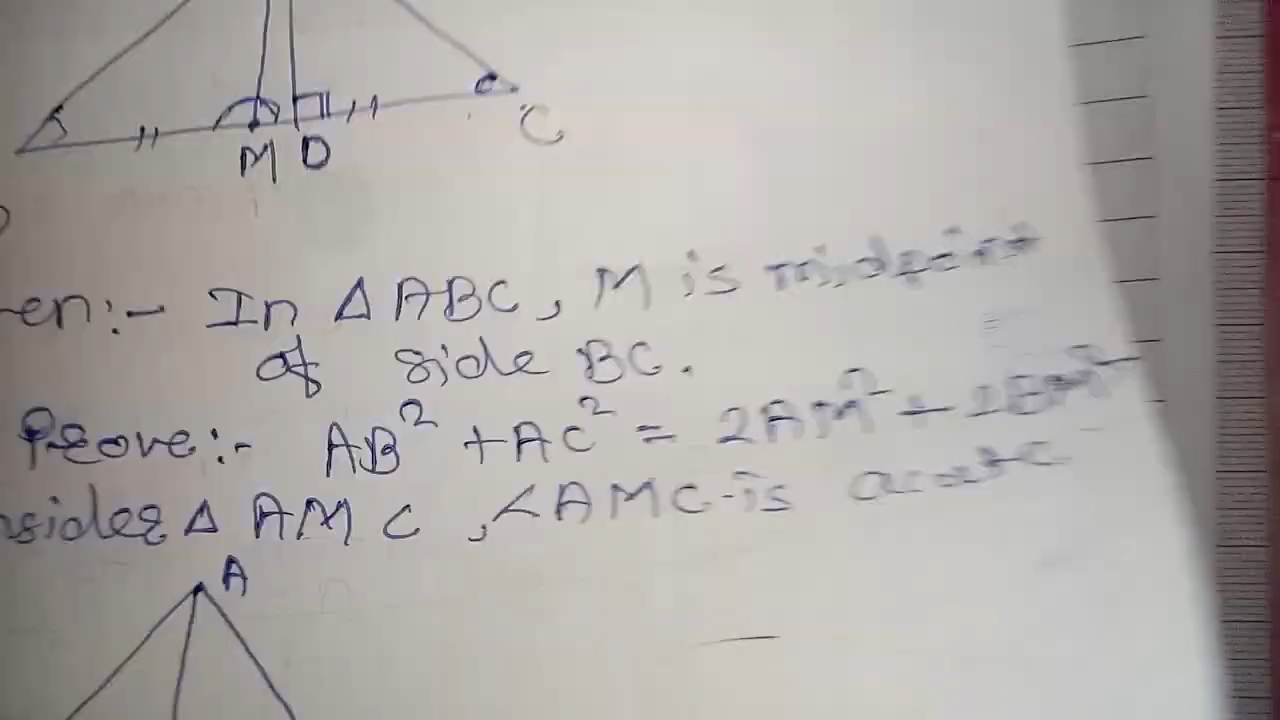 C
M D
en:- In △ABC, M is midpoint
of side BC.
Prove:- AB² + AC² = 2AM² + 2BM²
nsider △ AMC, <AMC is acute
A